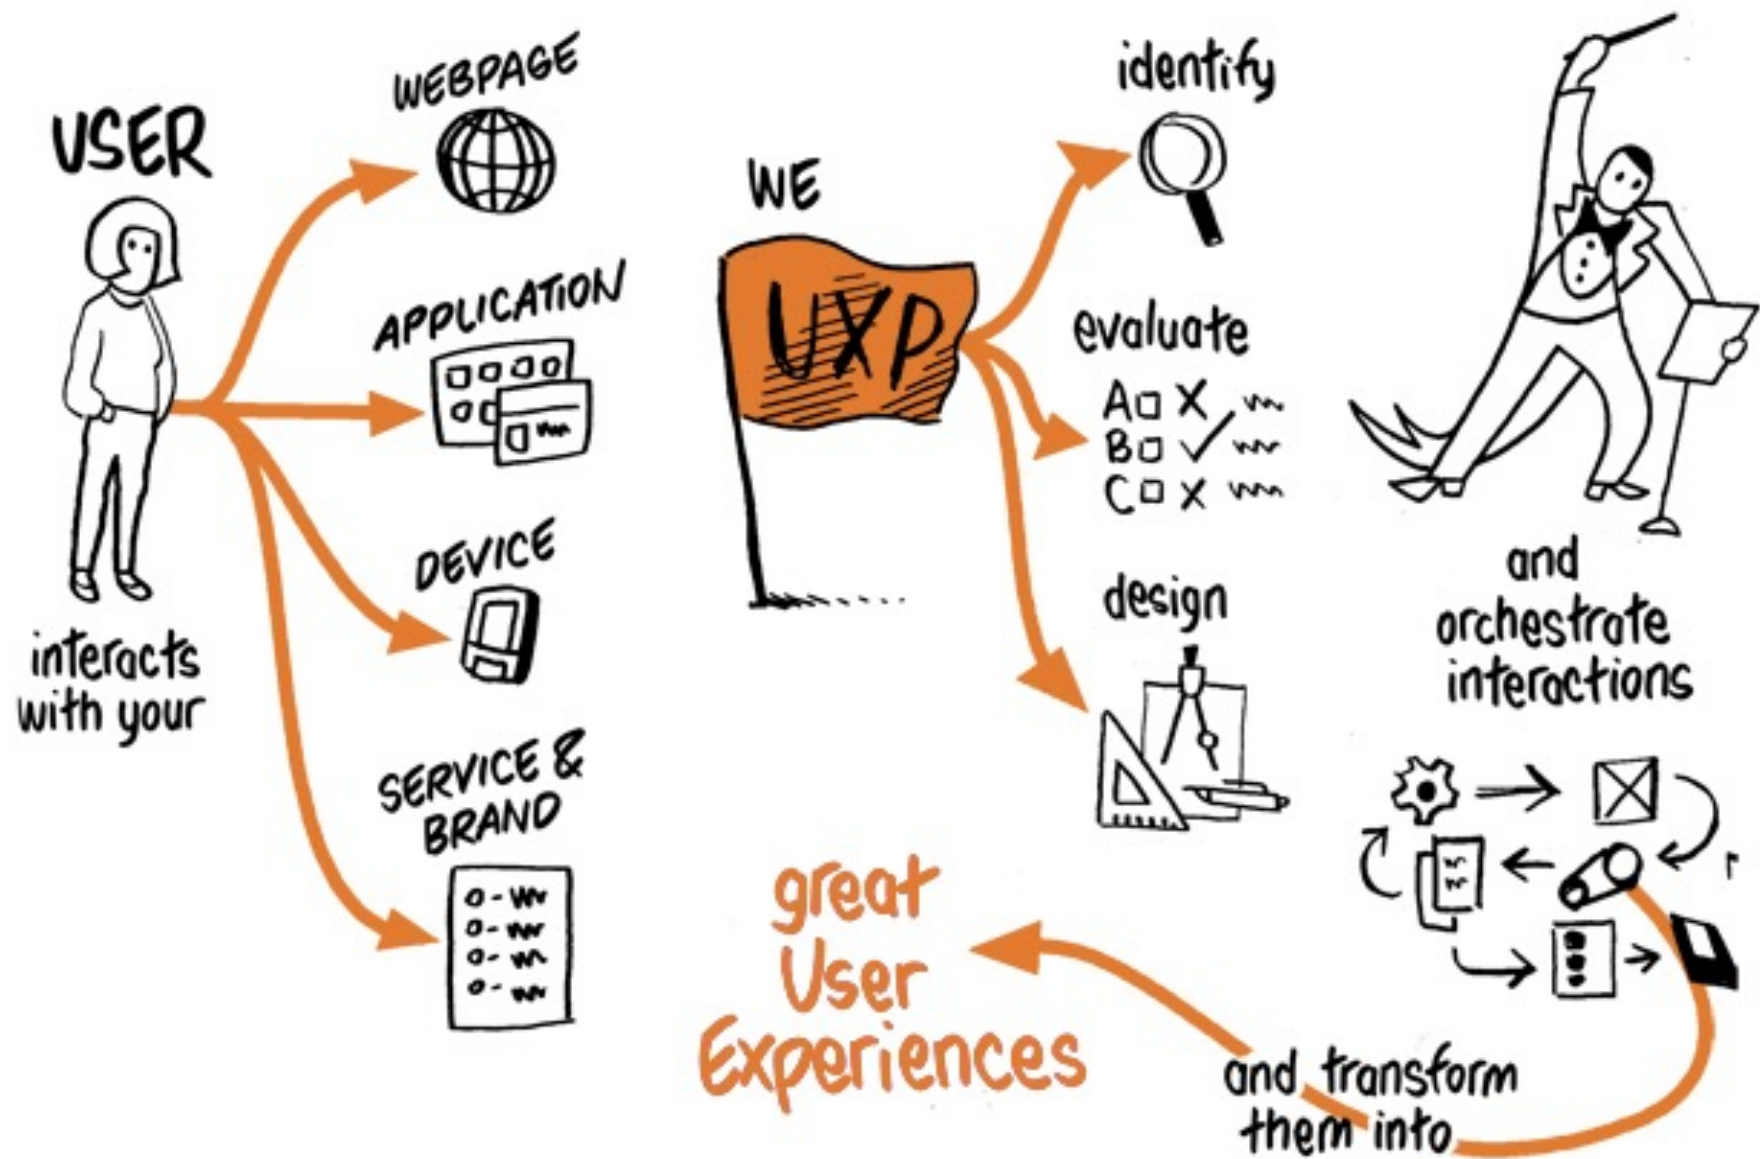 USER
interacts
with your
WEBPAGE
APPLICATION
DEVICE
SERVICE &
BRAND
WE
UXP
identify
evaluate
A
B
C
design
and
orchestrate
interactions
and transform
them into
great
User
Experiences